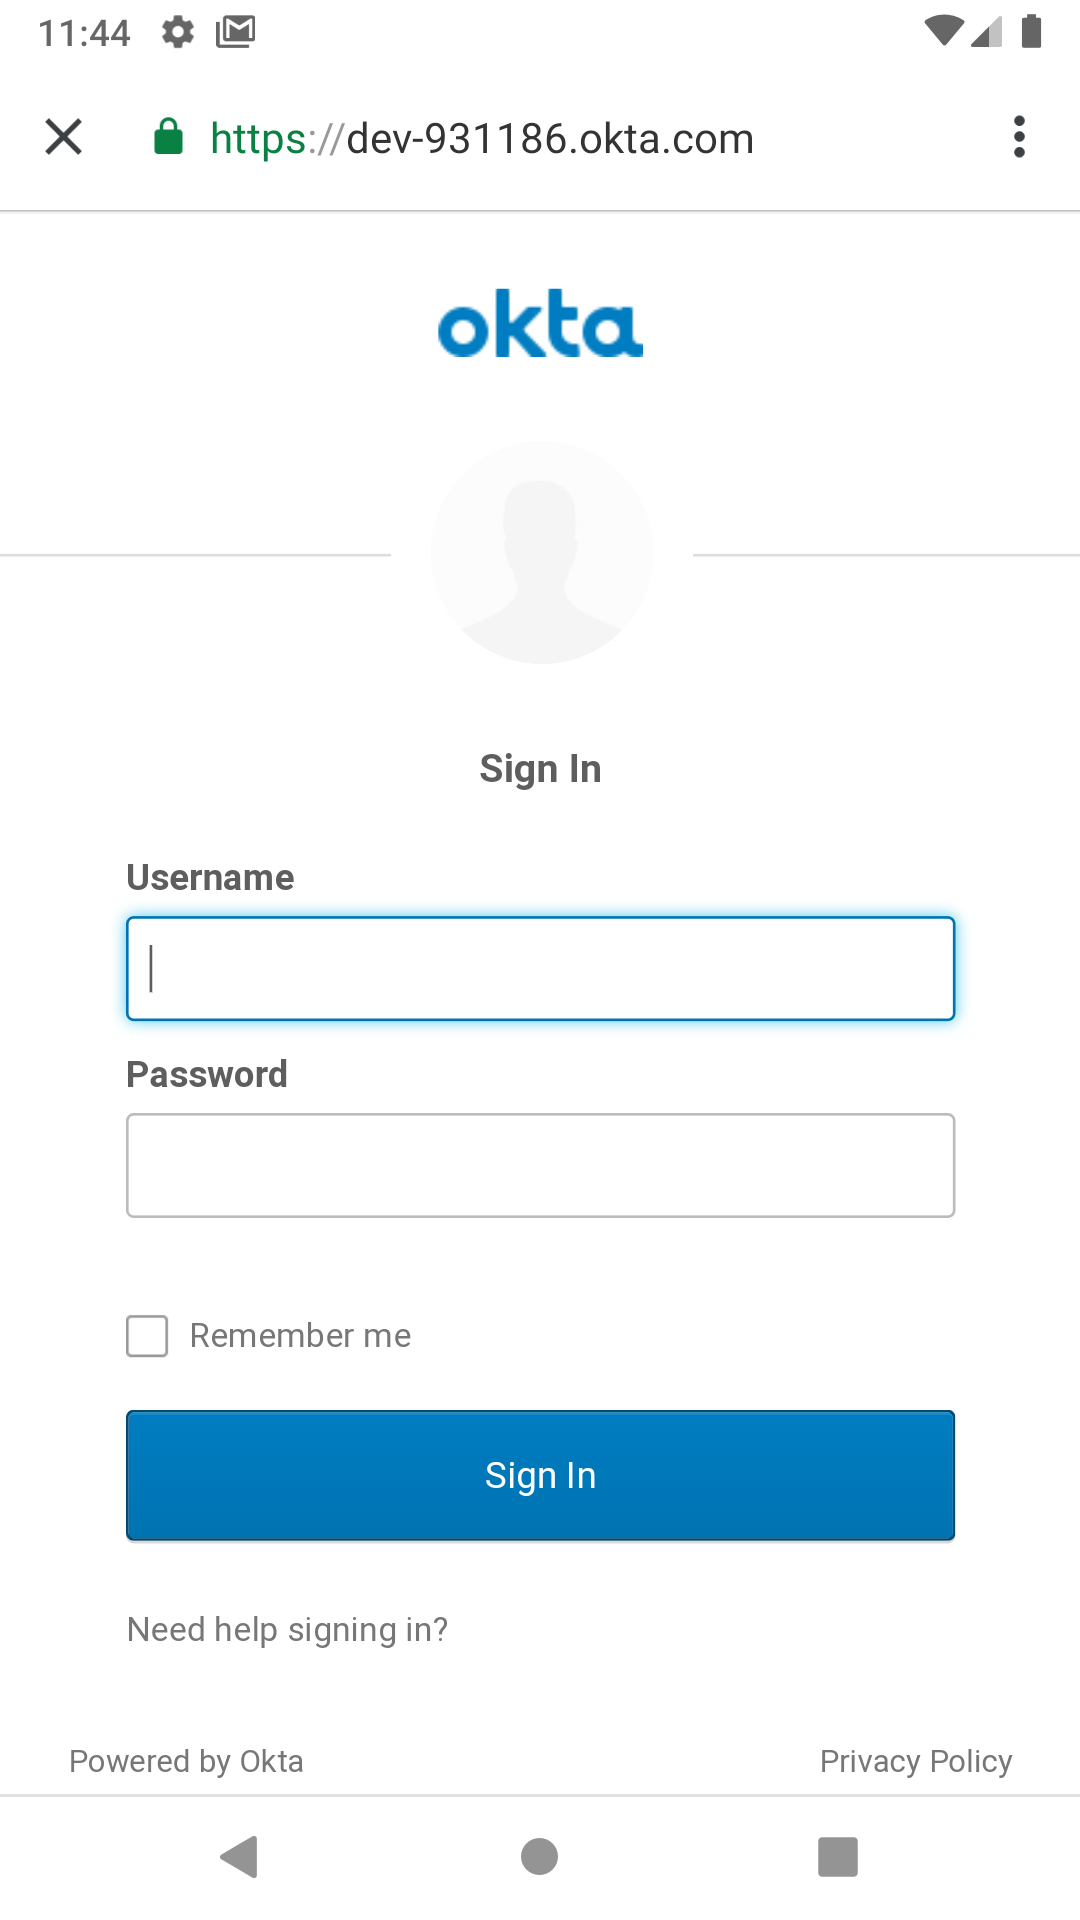 11:44
https://dev-931186.okta.com
okta
Sign In
Username
Password
Remember me
Sign In
Need help signing in?
Powered by Okta
Privacy Policy